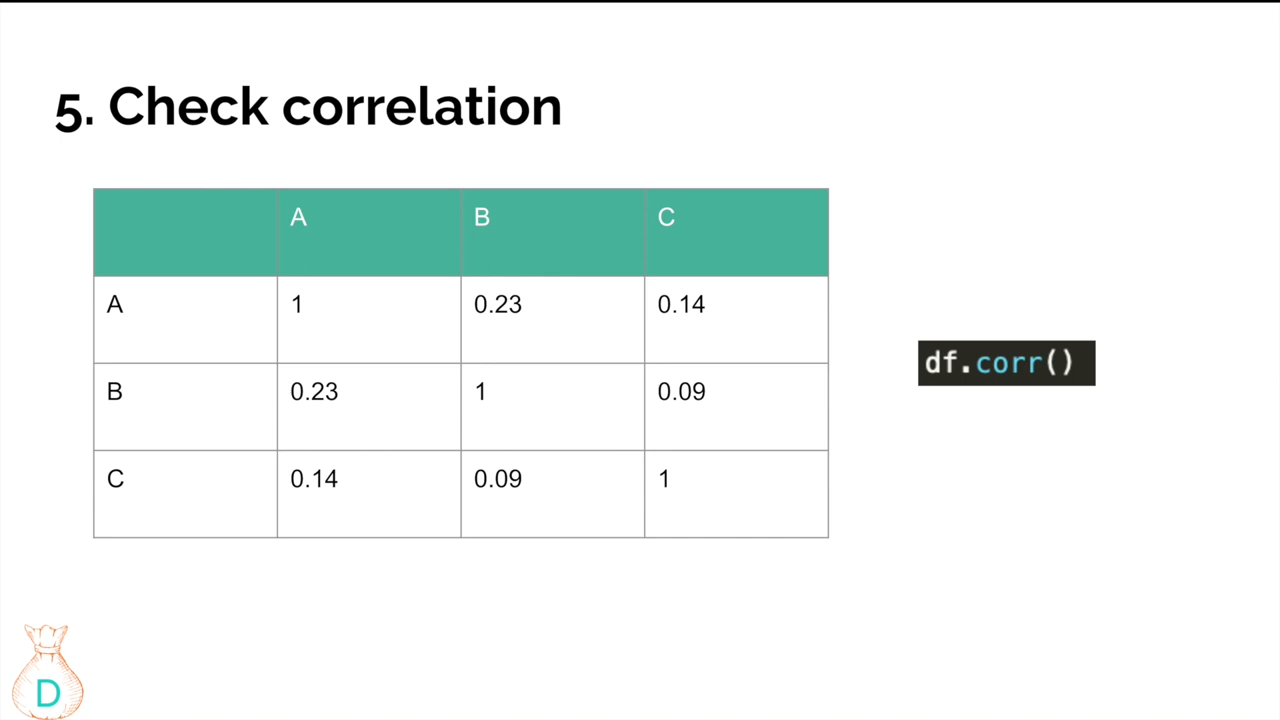 5. Check correlation
A B C
A 1 0.23 0.14
df.corr()
B 0.23 1 0.09
C 0.14 0.09 1
D